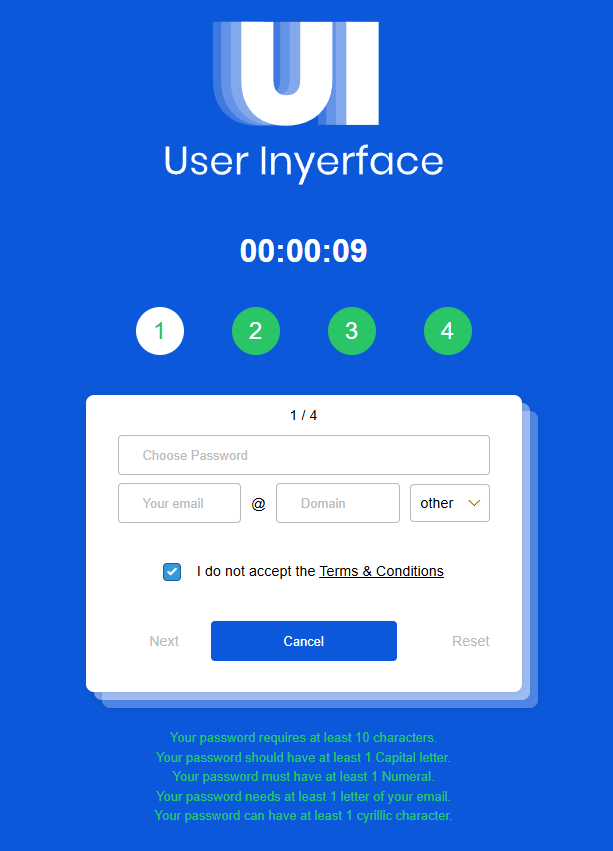 UI
User Inyerface
00:00:09
1 2 3 4
1 / 4
Choose Password
Your email @ Domain other
I do not accept the Terms & Conditions
Next Cancel Reset
Your password requires at least 10 characters.
Your password should have at least 1 Capital letter.
Your password must have at least 1 Numeral.
Your password needs at least 1 letter of your email.
Your password can have at least 1 cyrillic character.